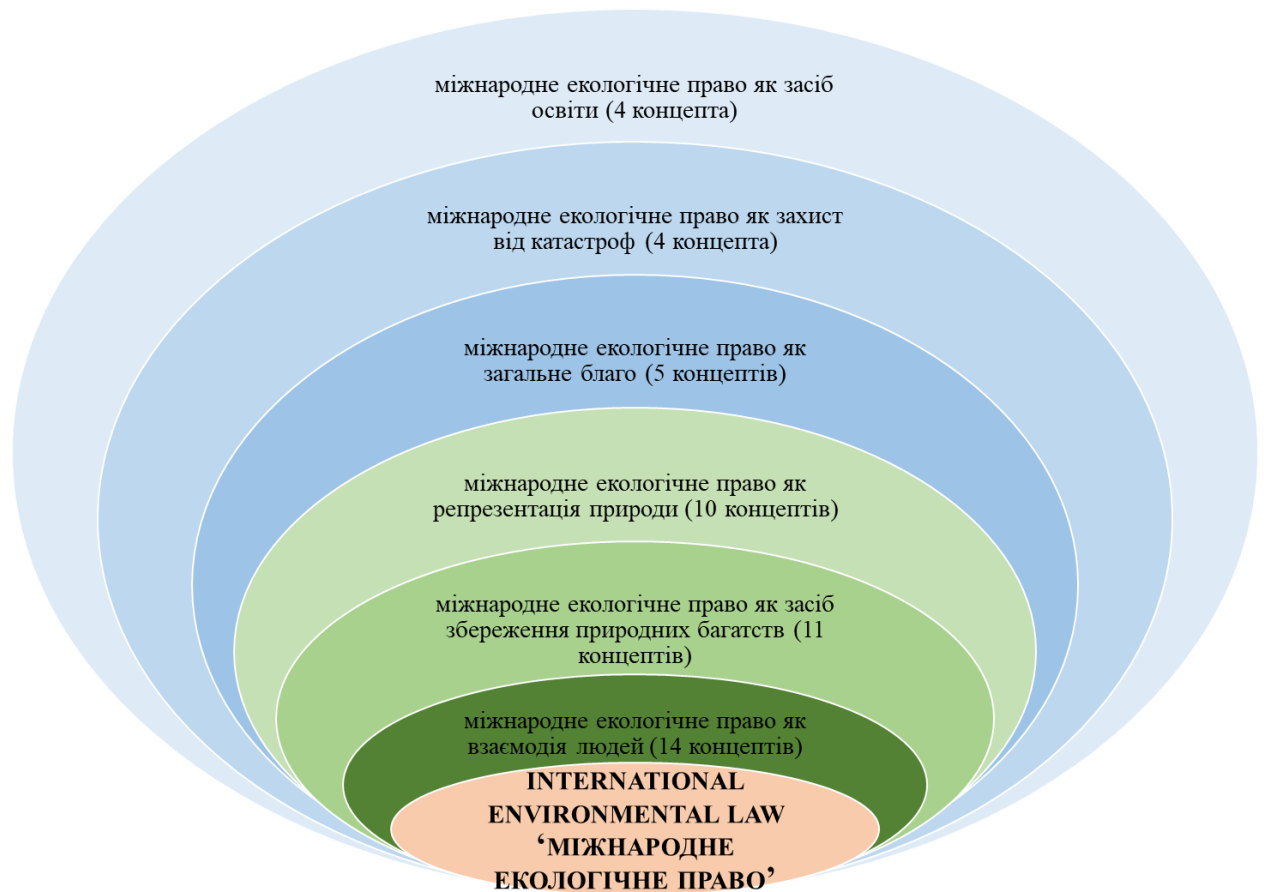 міжнародне екологічне право як засіб
освіти (4 концепта)
міжнародне екологічне право як захист
від катастроф (4 концепта)
міжнародне екологічне право як
загальне благо (5 концептів)
міжнародне екологічне право як
репрезентація природи (10 концептів)
міжнародне екологічне право як засіб
збереження природних багатств (11
концептів)
міжнародне екологічне право як
взаємодія людей (14 концептів)
INTERNATIONAL
ENVIRONMENTAL LAW
‘МІЖНАРОДНЕ
ЕКОЛОГІЧНЕ ПРАВО’